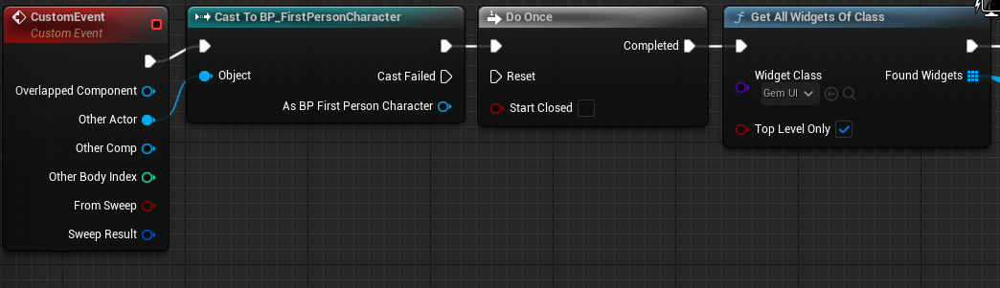 CustomEvent
Custom Event
Overlapped Component
Other Actor
Other Comp
Other Body Index
From Sweep
Sweep Result
Cast To BP_FirstPersonCharacter
Object
Cast Failed
As BP First Person Character
Do Once
Completed
Reset
Start Closed
f Get All Widgets Of Class
Widget Class
Gem UI
Found Widgets
Top Level Only